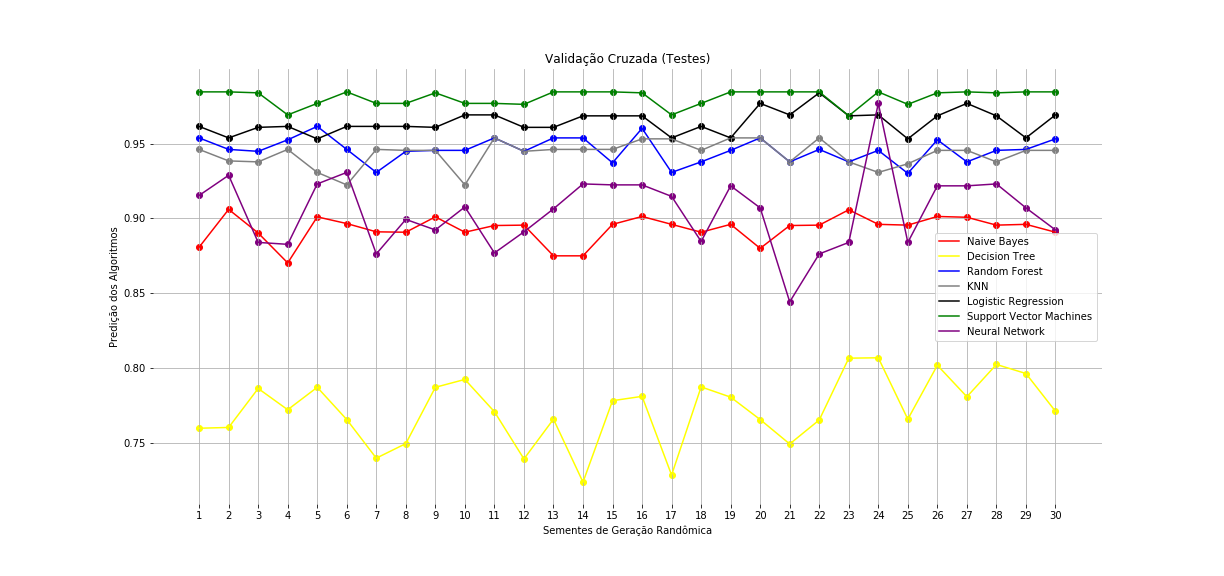 Validação Cruzada (Testes)
Predição dos Algoritmos
0.95
0.90
0.85
0.80
0.75
Naive Bayes
Decision Tree
Random Forest
KNN
Logistic Regression
Support Vector Machines
Neural Network
1 2 3 4 5 6 7 8 9 10 11 12 13 14 15 16 17 18 19 20 21 22 23 24 25 26 27 28 29 30
Sementes de Geração Randômica